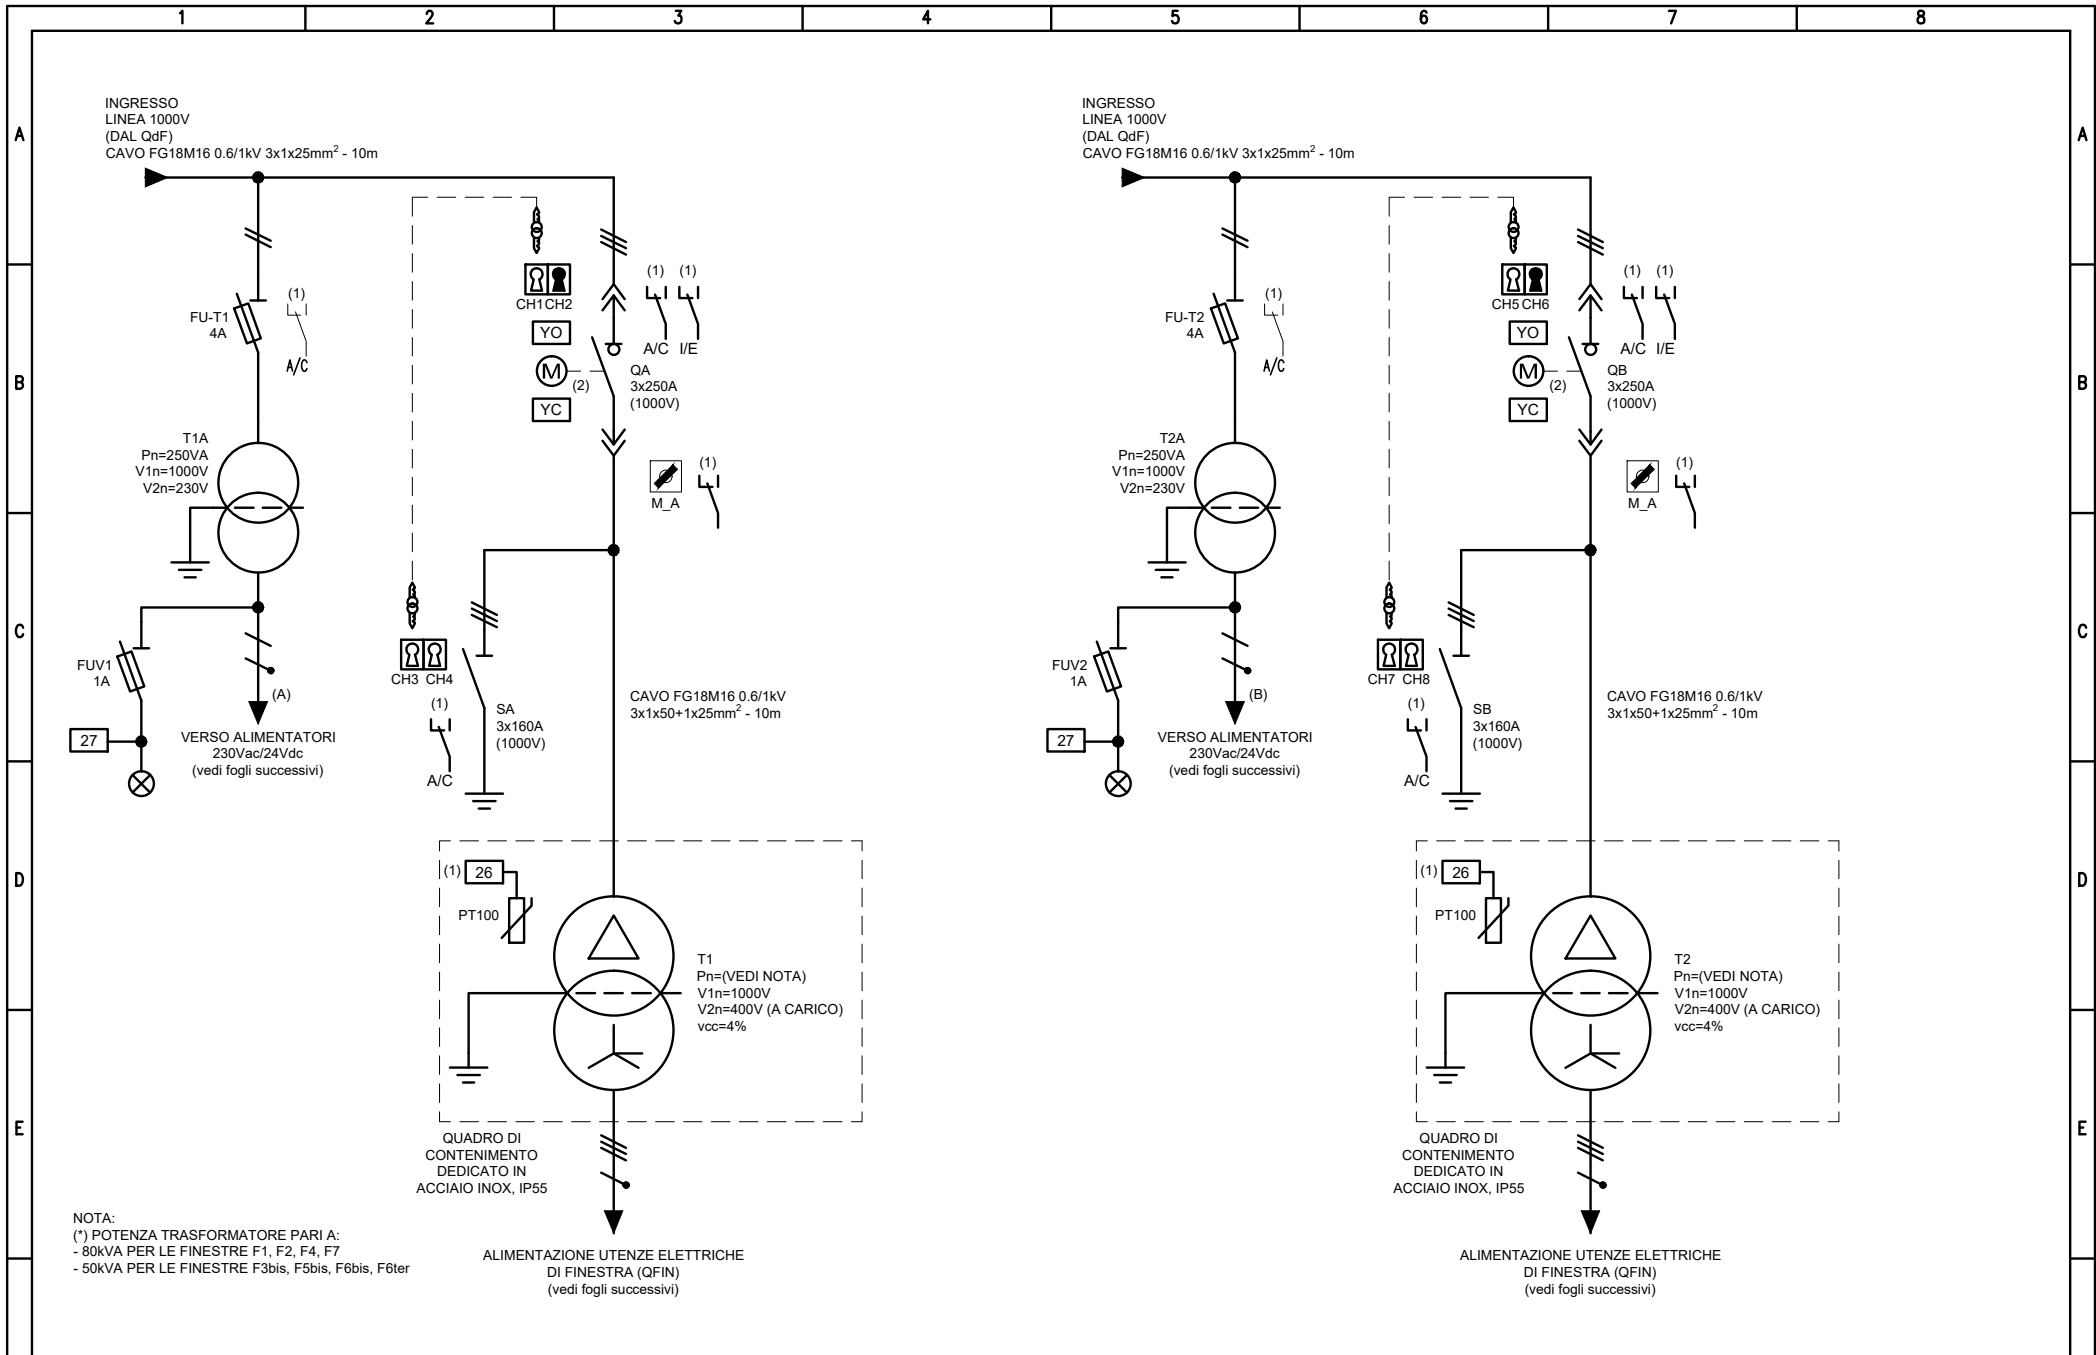 1 2 3 4 5 6 7 8
A
A
B
B
C
C
D
D
E
E
INGRESSO
LINEA 1000V
(DAL QdF)
CAVO FG18M16 0.6/1kV 3x1x25mm² - 10m
FU-T1
4A
(1)
A/C
T1A
Pn=250VA
V1n=1000V
V2n=230V
FUV1
1A
27
(A)
VERSO ALIMENTATORI
230Vac/24Vdc
(vedi fogli successivi)
CH1 CH2
YO
M
(2)
YC
(1) (1)
A/C I/E
QA
3x250A
(1000V)
M_A
(1)
CH3 CH4
(1)
A/C
SA
3x160A
(1000V)
CAVO FG18M16 0.6/1kV
3x1x50+1x25mm² - 10m
(1) 26
PT100
T1
Pn=(VEDI NOTA)
V1n=1000V
V2n=400V (A CARICO)
vcc=4%
QUADRO DI
CONTENIMENTO
DEDICATO IN
ACCIAIO INOX, IP55
ALIMENTAZIONE UTENZE ELETTRICHE
DI FINESTRA (QFIN)
(vedi fogli successivi)
NOTA:
(*) POTENZA TRASFORMATORE PARI A:
- 80kVA PER LE FINESTRE F1, F2, F4, F7
- 50kVA PER LE FINESTRE F3bis, F5bis, F6bis, F6ter
INGRESSO
LINEA 1000V
(DAL QdF)
CAVO FG18M16 0.6/1kV 3x1x25mm² - 10m
FU-T2
4A
(1)
A/C
T2A
Pn=250VA
V1n=1000V
V2n=230V
FUV2
1A
27
(B)
VERSO ALIMENTATORI
230Vac/24Vdc
(vedi fogli successivi)
CH5 CH6
YO
M
(2)
YC
(1) (1)
A/C I/E
QB
3x250A
(1000V)
M_A
(1)
CH7 CH8
(1)
A/C
SB
3x160A
(1000V)
CAVO FG18M16 0.6/1kV
3x1x50+1x25mm² - 10m
(1) 26
PT100
T2
Pn=(VEDI NOTA)
V1n=1000V
V2n=400V (A CARICO)
vcc=4%
QUADRO DI
CONTENIMENTO
DEDICATO IN
ACCIAIO INOX, IP55
ALIMENTAZIONE UTENZE ELETTRICHE
DI FINESTRA (QFIN)
(vedi fogli successivi)